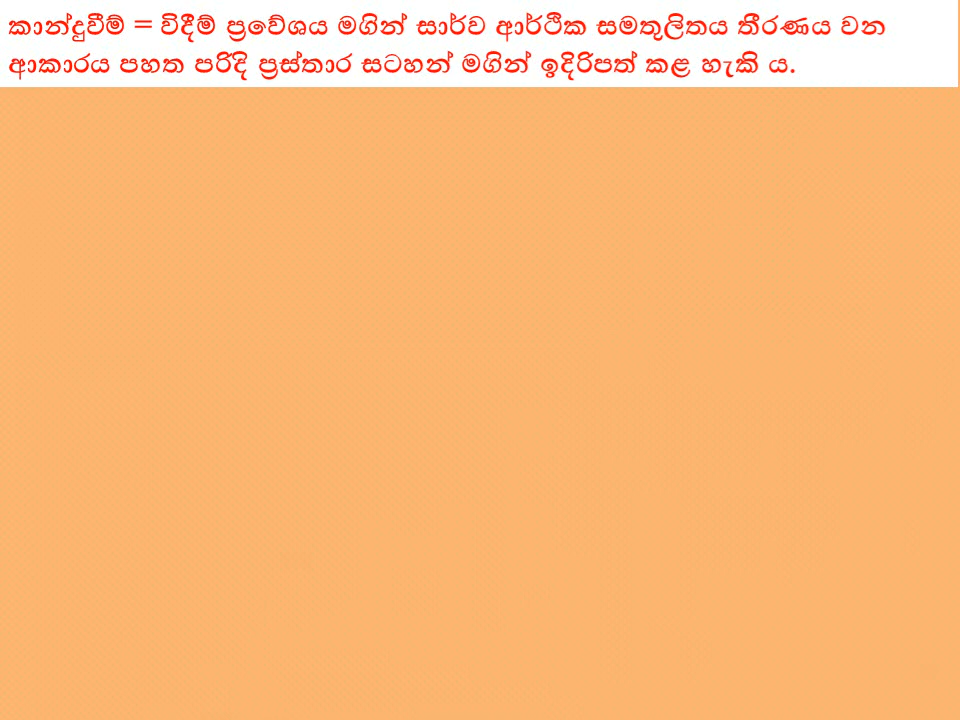 කාන්දුවීම් = විදීම් ප්‍රවේශය මගින් සාර්ව ආර්ථික සමතුලිතය තීරණය වන
ආකාරය පහත පරිදි ප්‍රස්තාර සටහන් මගින් ඉදිරිපත් කළ හැකි ය.